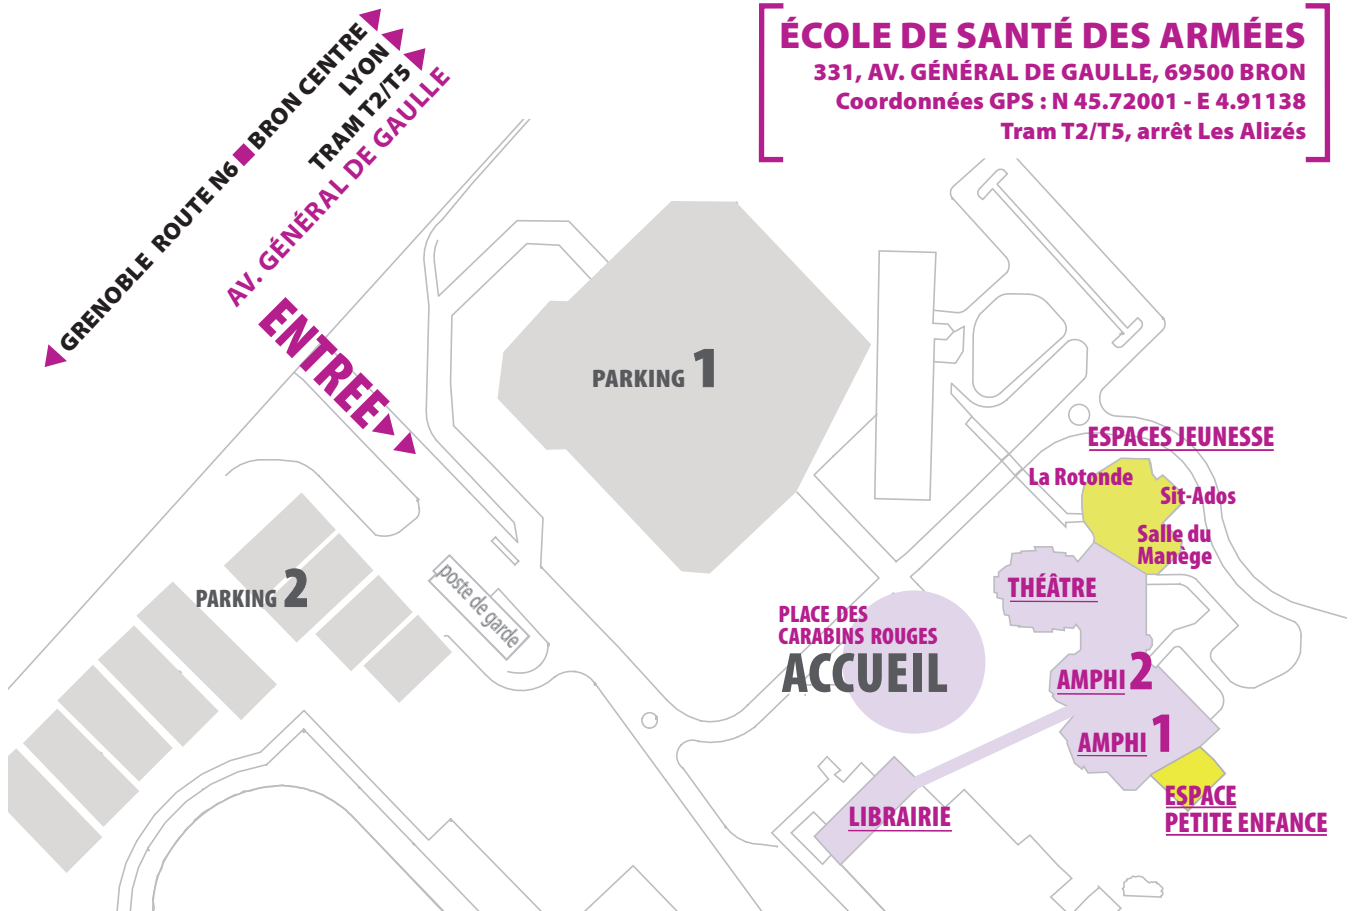 ÉCOLE DE SANTÉ DES ARMÉES
331, AV. GÉNÉRAL DE GAULLE, 69500 BRON
Coordonnées GPS : N 45.72001 - E 4.91138
Tram T2/T5, arrêt Les Alizés
GRENOBLE ROUTE N6 BRON CENTRE
LYON
TRAM T2/T5
AV. GÉNÉRAL DE GAULLE
ENTREE
PARKING 1
PARKING 2
poste de garde
ESPACES JEUNESSE
La Rotonde
Sit-Ados
Salle du
Manège
THÉÂTRE
PLACE DES
CARABINS ROUGES
ACCUEIL
AMPHI 2
AMPHI 1
LIBRAIRIE
ESPACE
PETITE ENFANCE